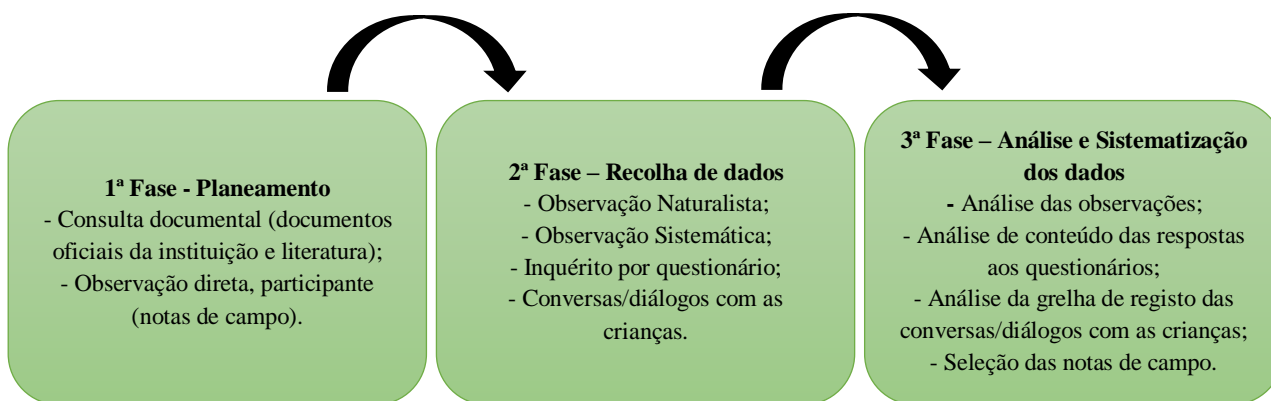 1ª Fase - Planeamento
- Consulta documental (documentos
oficiais da instituição e literatura);
- Observação direta, participante
(notas de campo).
2ª Fase – Recolha de dados
- Observação Naturalista;
- Observação Sistemática;
- Inquérito por questionário;
- Conversas/diálogos com as
crianças.
3ª Fase – Análise e Sistematização
dos dados
- Análise das observações;
- Análise de conteúdo das respostas
aos questionários;
- Análise da grelha de registo das
conversas/diálogos com as crianças;
- Seleção das notas de campo.